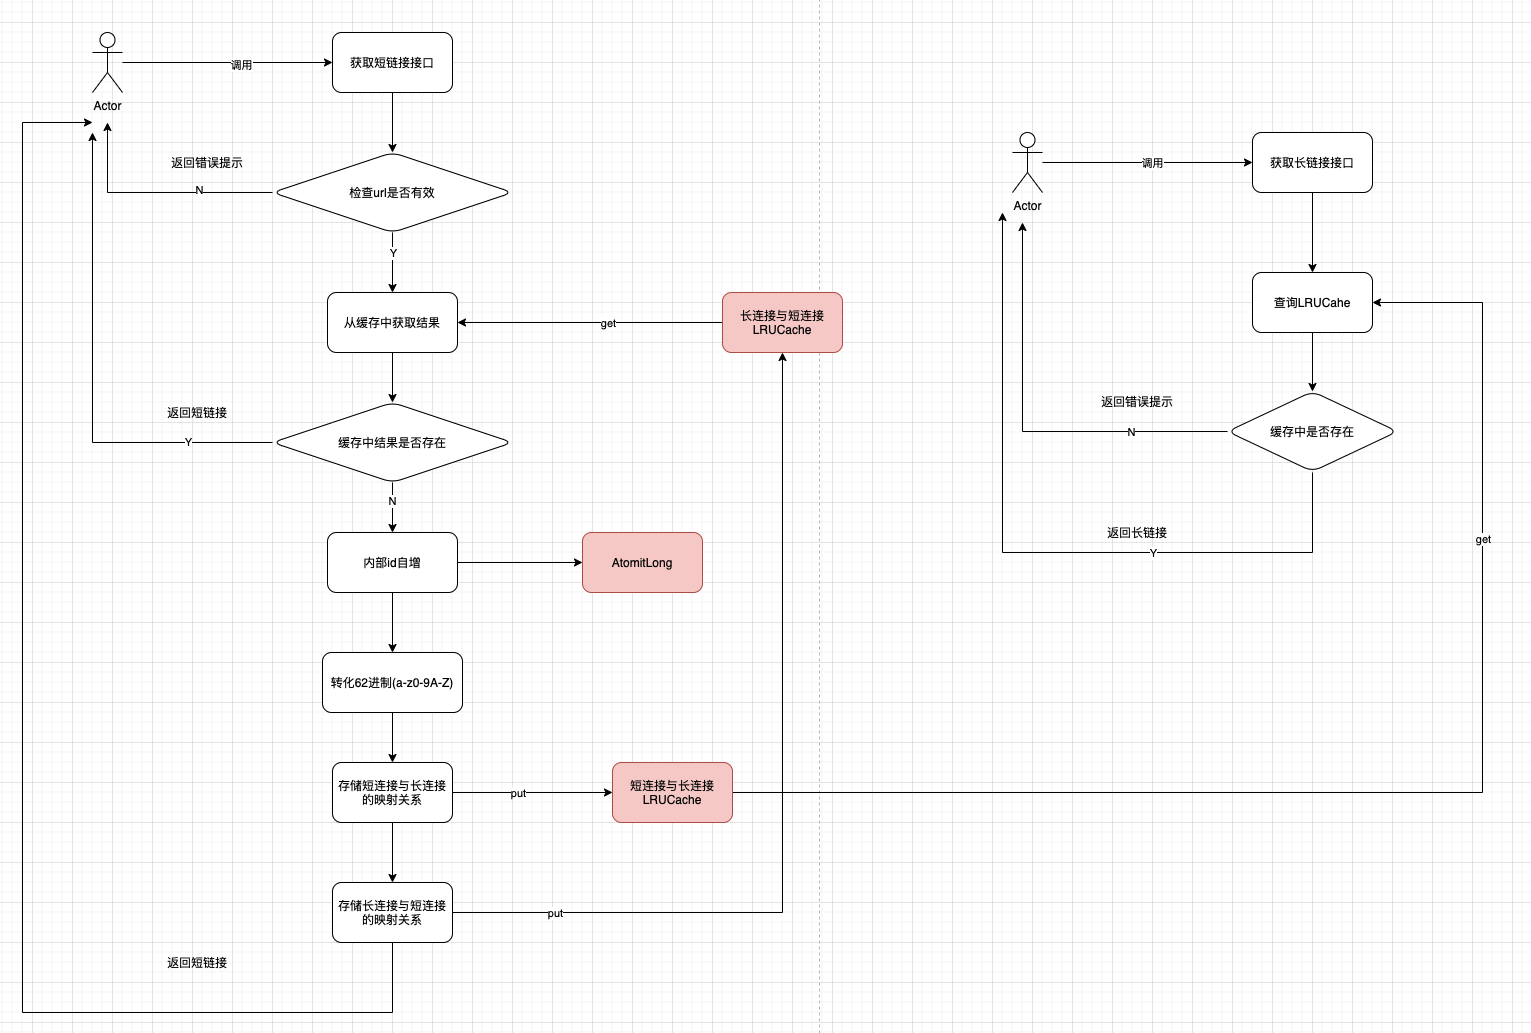 调用
获取短链接接口
Actor
返回错误提示
N
检查url是否有效
Y
从缓存中获取结果
get
长连接与短连接
LRUCache
返回短链接
Y
缓存中结果是否存在
N
内部id自增
AtomitLong
转化62进制(a-z0-9A-Z)
存储短连接与长连接
的映射关系
put
短连接与长连接
LRUCache
存储长连接与短连接
的映射关系
put
返回短链接
调用
获取长链接接口
Actor
查询LRUCahe
返回错误提示
N
缓存中是否存在
返回长链接
Y
get